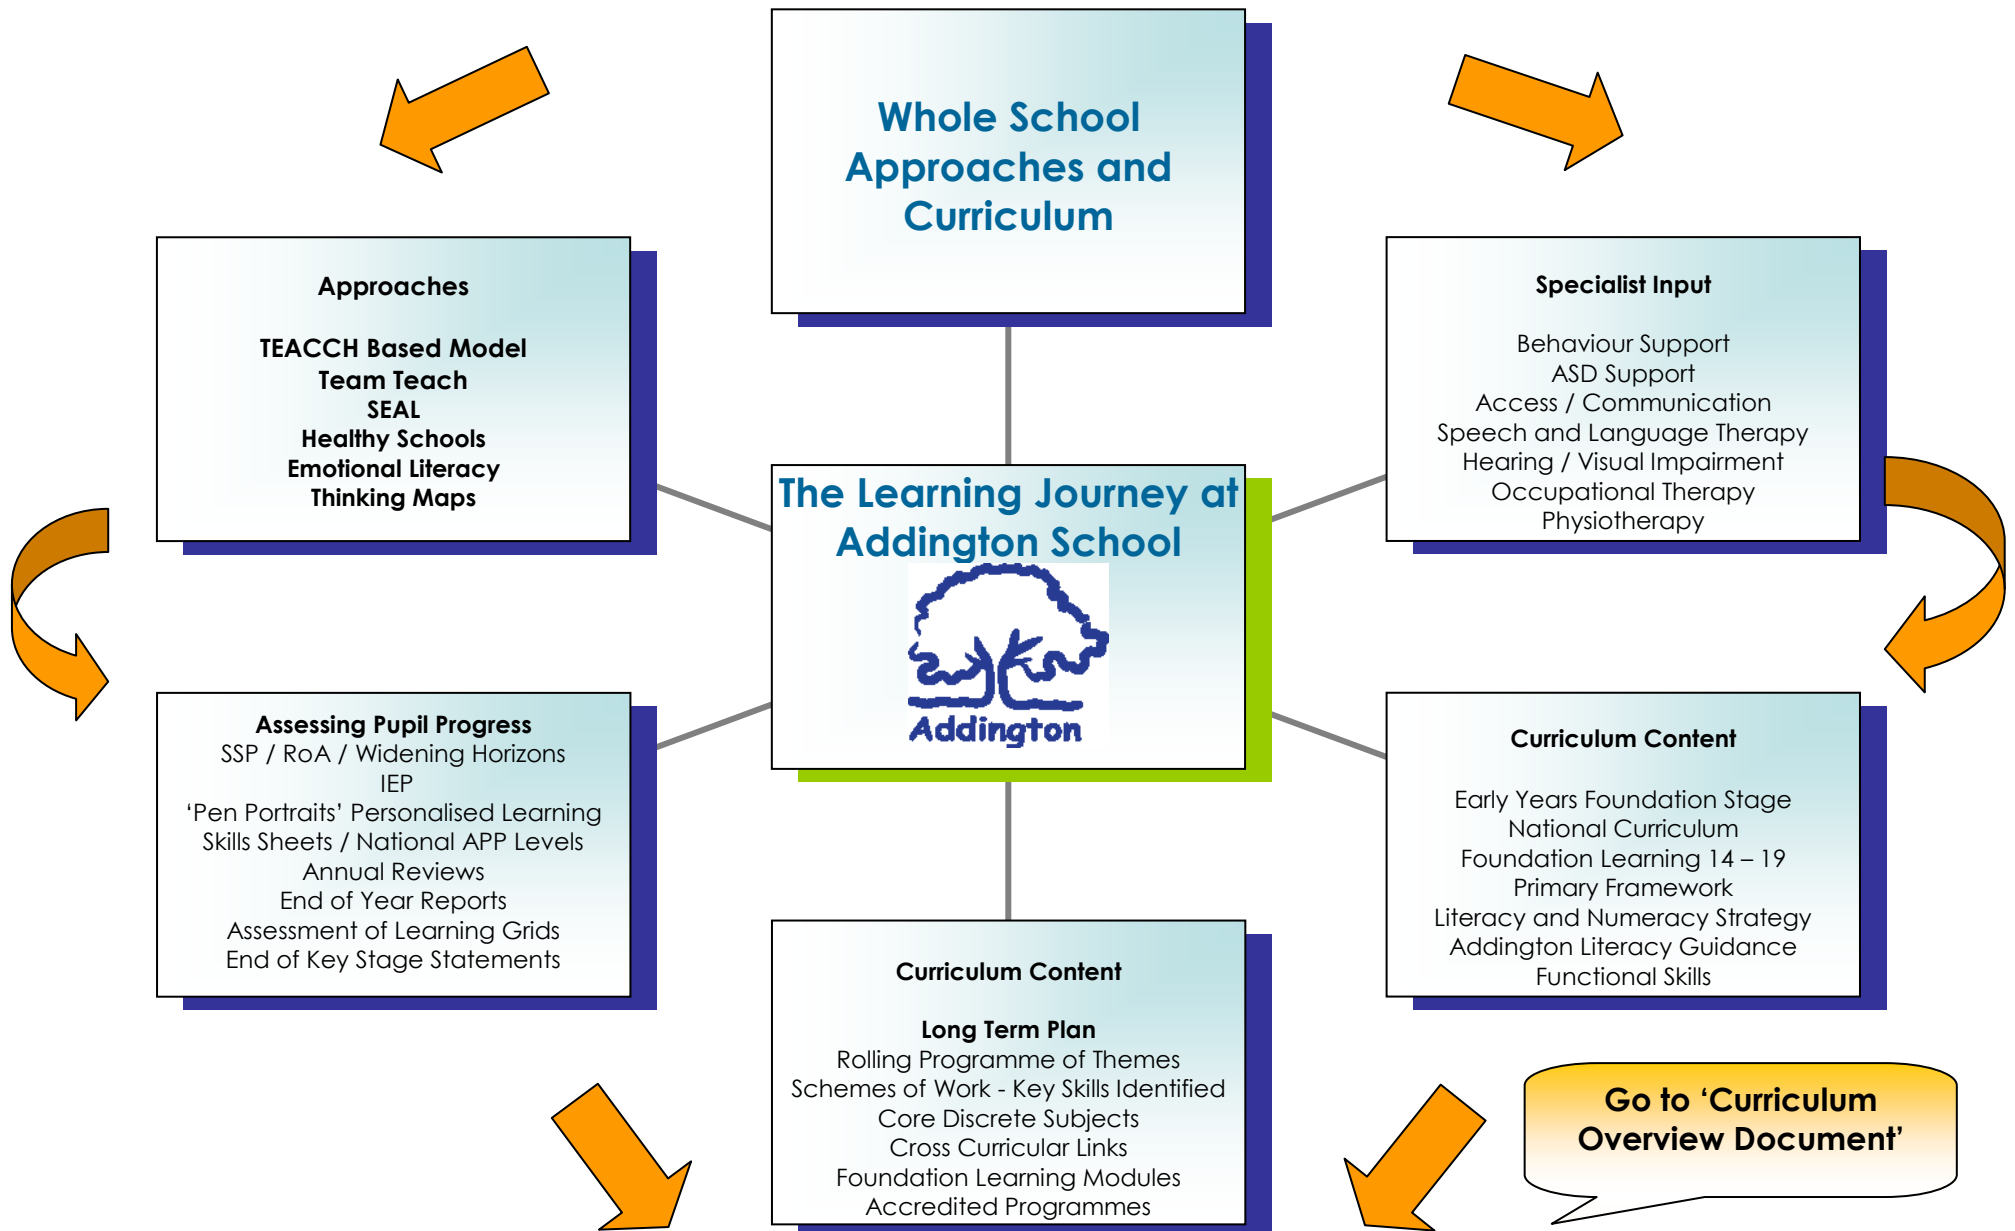 Whole School
Approaches and
Curriculum
Approaches
TEACCH Based Model
Team Teach
SEAL
Healthy Schools
Emotional Literacy
Thinking Maps
Specialist Input
Behaviour Support
ASD Support
Access / Communication
Speech and Language Therapy
Hearing / Visual Impairment
Occupational Therapy
Physiotherapy
The Learning Journey at
Addington School
Addington
Assessing Pupil Progress
SSP / RoA / Widening Horizons
IEP
‘Pen Portraits’ Personalised Learning
Skills Sheets / National APP Levels
Annual Reviews
End of Year Reports
Assessment of Learning Grids
End of Key Stage Statements
Curriculum Content
Early Years Foundation Stage
National Curriculum
Foundation Learning 14 – 19
Primary Framework
Literacy and Numeracy Strategy
Addington Literacy Guidance
Functional Skills
Curriculum Content
Long Term Plan
Rolling Programme of Themes
Schemes of Work - Key Skills Identified
Core Discrete Subjects
Cross Curricular Links
Foundation Learning Modules
Accredited Programmes
Go to ‘Curriculum
Overview Document’